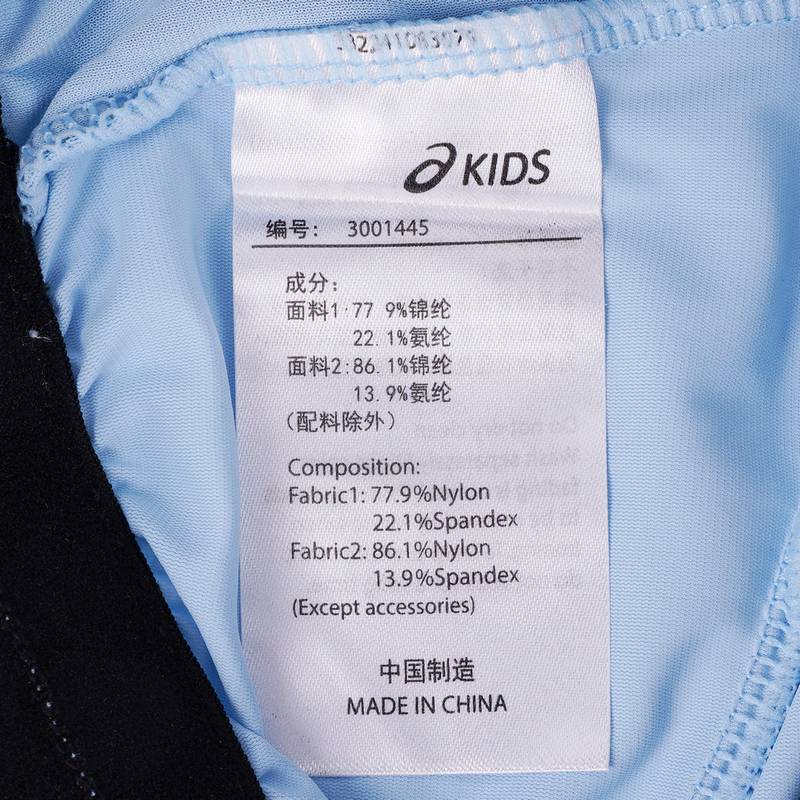 KIDS
编号： 3001445
成分：
面料1:77.9%锦纶
22.1%氨纶
面料2:86.1%锦纶
13.9%氨纶
（配料除外）
Composition:
Fabric1: 77.9%Nylon
22.1%Spandex
Fabric2: 86.1%Nylon
13.9%Spandex
(Except accessories)
中国制造
MADE IN CHINA